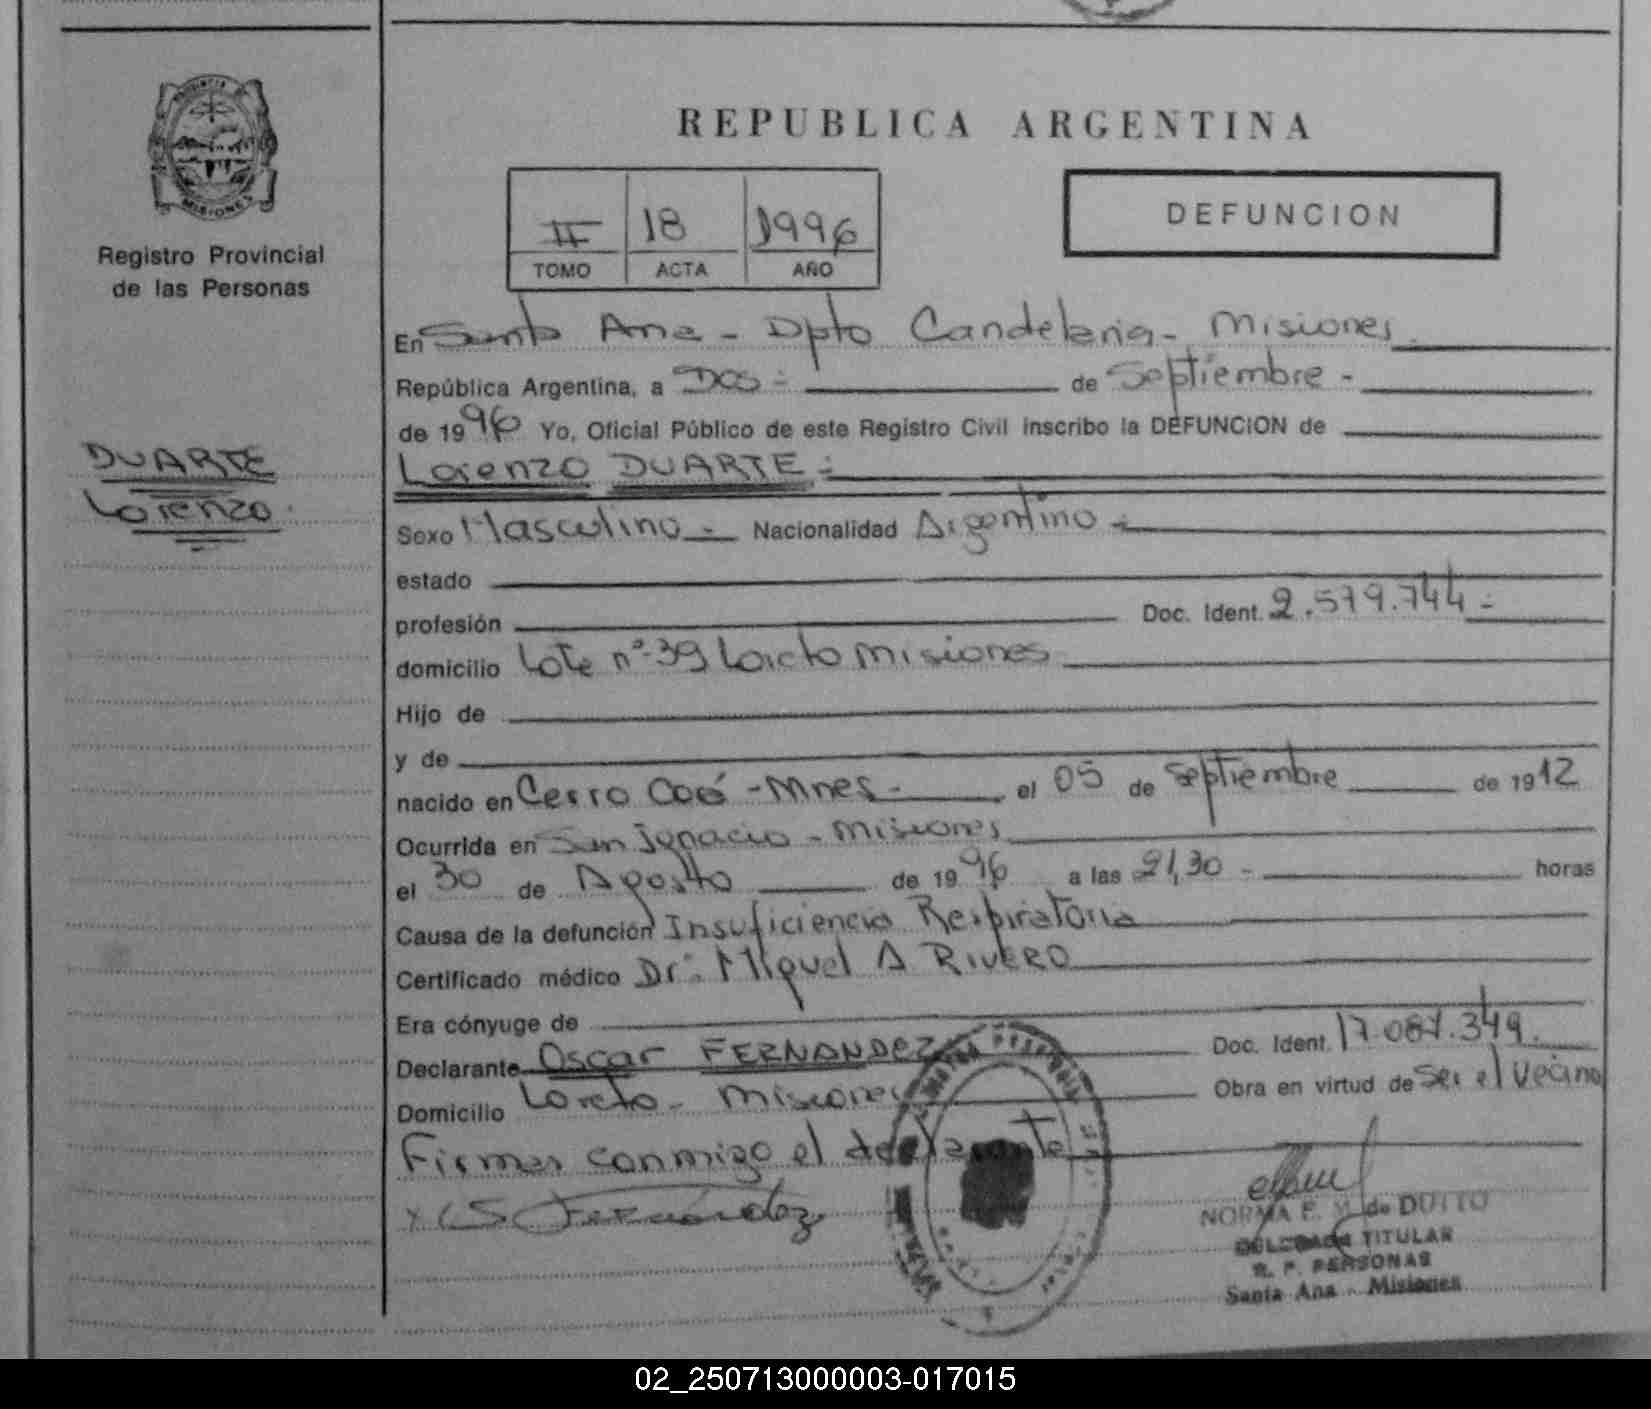 PROVINCIA
MISIONES
Registro Provincial
de las Personas
DUARTE
Lorenzo.
REPUBLICA ARGENTINA
II 18 1996
TOMO ACTA AÑO
DEFUNCION
En Santa Ana - Dpto Candelaria - Misiones
República Argentina, a Dos - de Septiembre -
de 1996 Yo, Oficial Público de este Registro Civil inscribo la DEFUNCION de
Lorenzo DUARTE =
Sexo Masculino - Nacionalidad Argentino -
estado
profesión Doc. Ident. 2.579.744 -
domicilio Lote nº 39 Loreto Misiones
Hijo de
y de
nacido en Cerro Corá - Mnes - el 05 de Septiembre de 1912
Ocurrida en San Ignacio - Misiones
el 30 de Agosto de 1996 a las 21,30 - horas
Causa de la defunción Insuficiencia Respiratoria
Certificado médico Dr. Miguel A RIVERO
Era cónyuge de
Declarante Oscar FERNANDEZ Doc. Ident. 17.087.349.
Domicilio Loreto - Misiones Obra en virtud de Ser el Vecino
Firman conmigo el declarante
Fernández
NORMA E. M. de DUTTO
DELEGADA TITULAR
R. P. PERSONAS
Santa Ana - Misiones
02_250713000003-017015